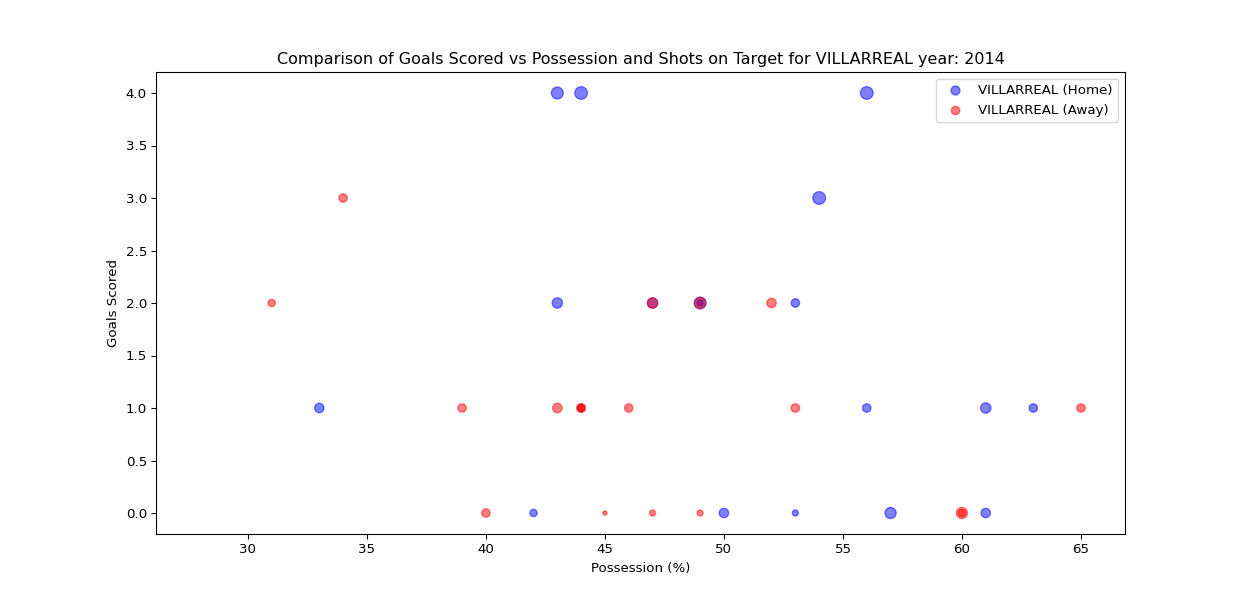 Comparison of Goals Scored vs Possession and Shots on Target for VILLARREAL year: 2014
VILLARREAL (Home)
VILLARREAL (Away)
4.0
3.5
3.0
2.5
2.0
1.5
1.0
0.5
0.0
Goals Scored
30 35 40 45 50 55 60 65
Possession (%)